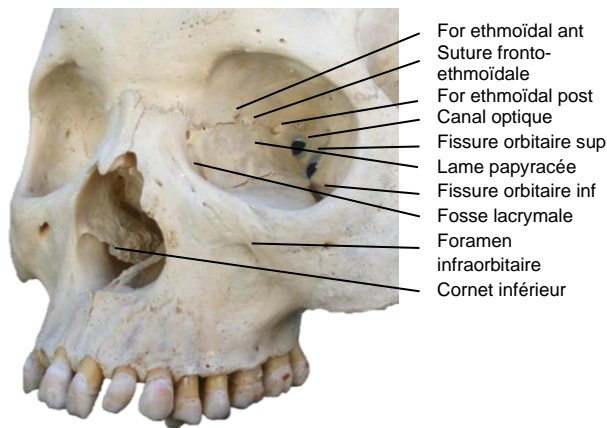 For ethmoïdal ant
Suture fronto-
ethmoïdale
For ethmoïdal post
Canal optique
Fissure orbitaire sup
Lame papyracée
Fissure orbitaire inf
Fosse lacrymale
Foramen
infraorbitaire
Cornet inférieur